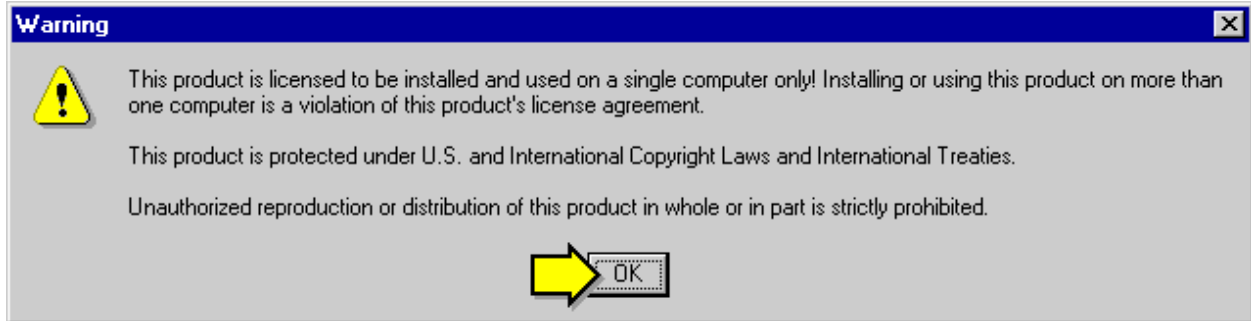 Warning
This product is licensed to be installed and used on a single computer only! Installing or using this product on more than
one computer is a violation of this product's license agreement.
This product is protected under U.S. and International Copyright Laws and International Treaties.
Unauthorized reproduction or distribution of this product in whole or in part is strictly prohibited.
OK